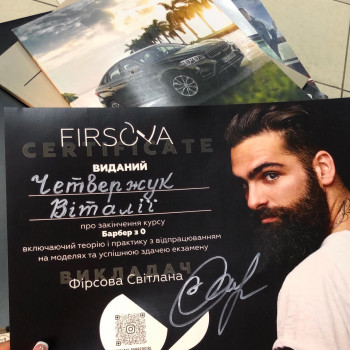 FIRSOVA
CERTIFICATE
ВИДАНИЙ
Четвержук
Віталії
про закінчення курсу
Барбер з 0
включаючий теорію і практику з відпрацюванням
на моделях та успішною здачею екзамену
ВИКЛАДАЧ
Фірсова Світлана